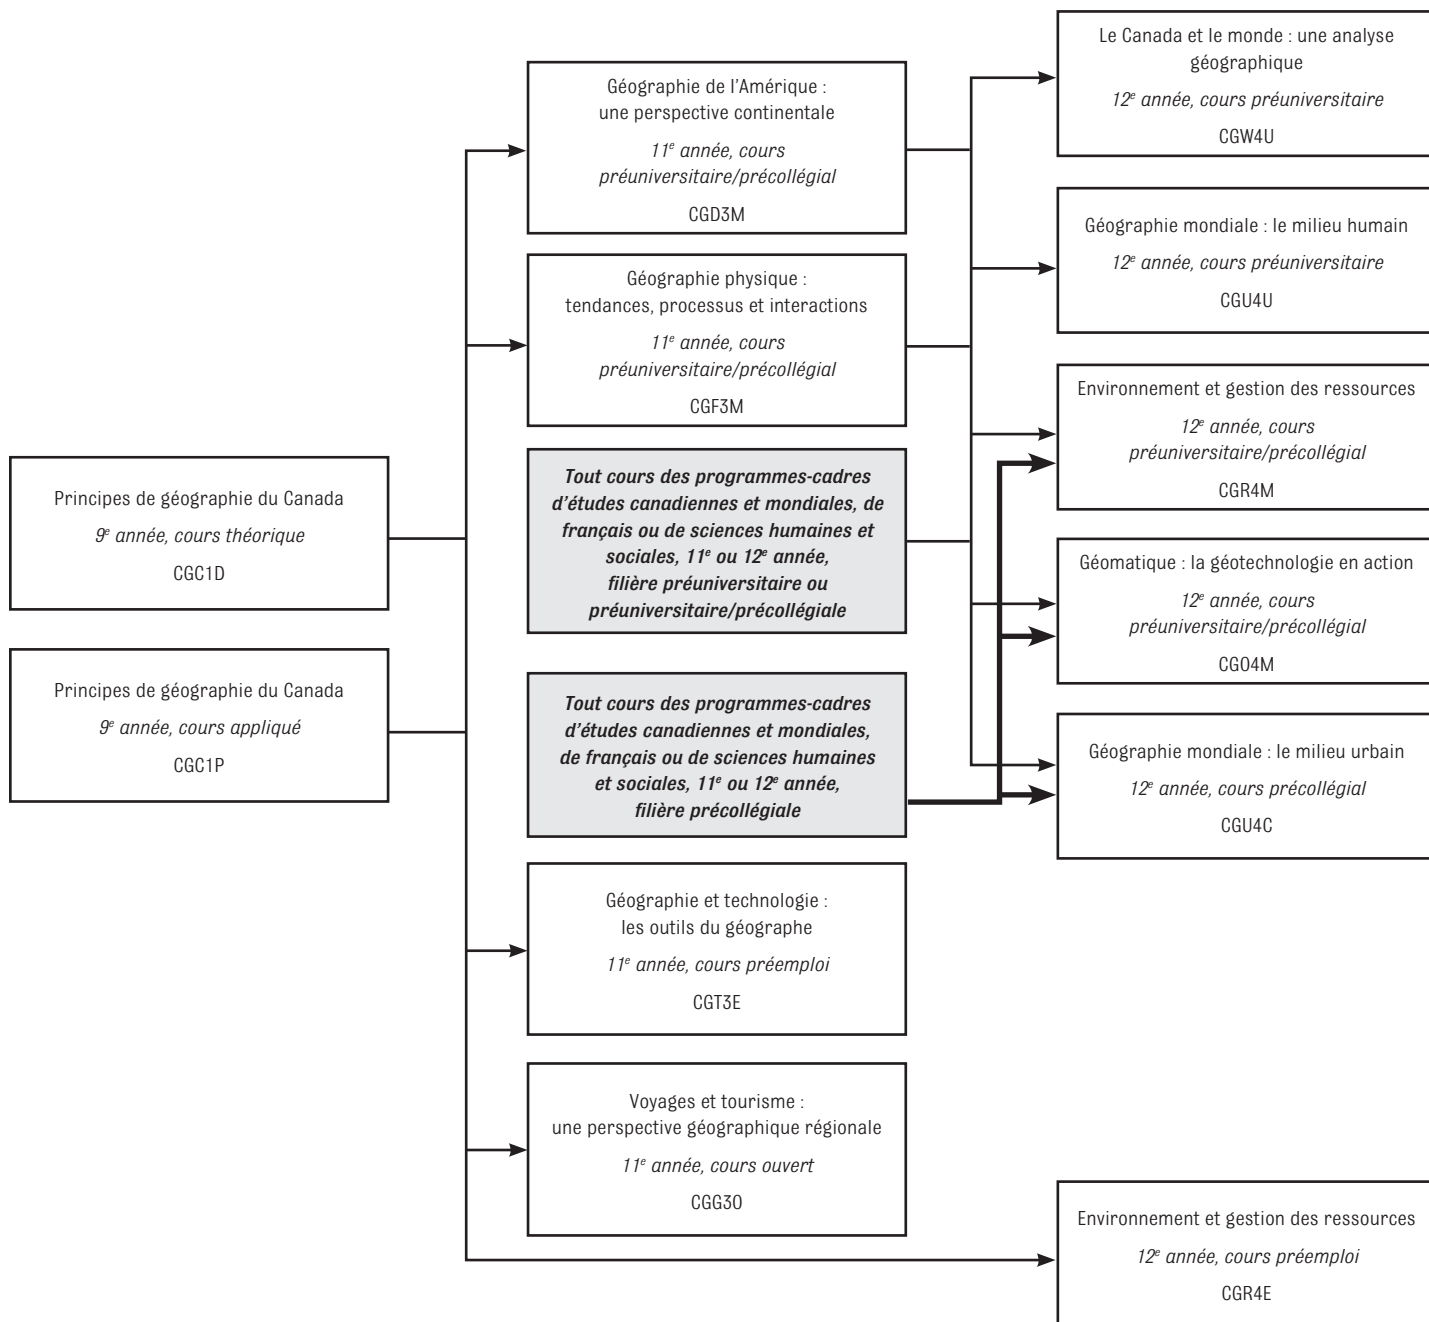 Principes de géographie du Canada
9e année, cours théorique
CGC1D
Principes de géographie du Canada
9e année, cours appliqué
CGC1P
Géographie de l’Amérique :
une perspective continentale
11e année, cours
préuniversitaire/précollégial
CGD3M
Géographie physique :
tendances, processus et interactions
11e année, cours
préuniversitaire/précollégial
CGF3M
Tout cours des programmes-cadres
d’études canadiennes et mondiales, de
français ou de sciences humaines et
sociales, 11e ou 12e année,
filière préuniversitaire ou
préuniversitaire/précollégiale
Tout cours des programmes-cadres
d’études canadiennes et mondiales,
de français ou de sciences humaines
et sociales, 11e ou 12e année,
filière précollégiale
Géographie et technologie :
les outils du géographe
11e année, cours préemploi
CGT3E
Voyages et tourisme :
une perspective géographique régionale
11e année, cours ouvert
CGG3O
Le Canada et le monde : une analyse
géographique
12e année, cours préuniversitaire
CGW4U
Géographie mondiale : le milieu humain
12e année, cours préuniversitaire
CGU4U
Environnement et gestion des ressources
12e année, cours
préuniversitaire/précollégial
CGR4M
Géomatique : la géotechnologie en action
12e année, cours
préuniversitaire/précollégial
CGO4M
Géographie mondiale : le milieu urbain
12e année, cours précollégial
CGU4C
Environnement et gestion des ressources
12e année, cours préemploi
CGR4E